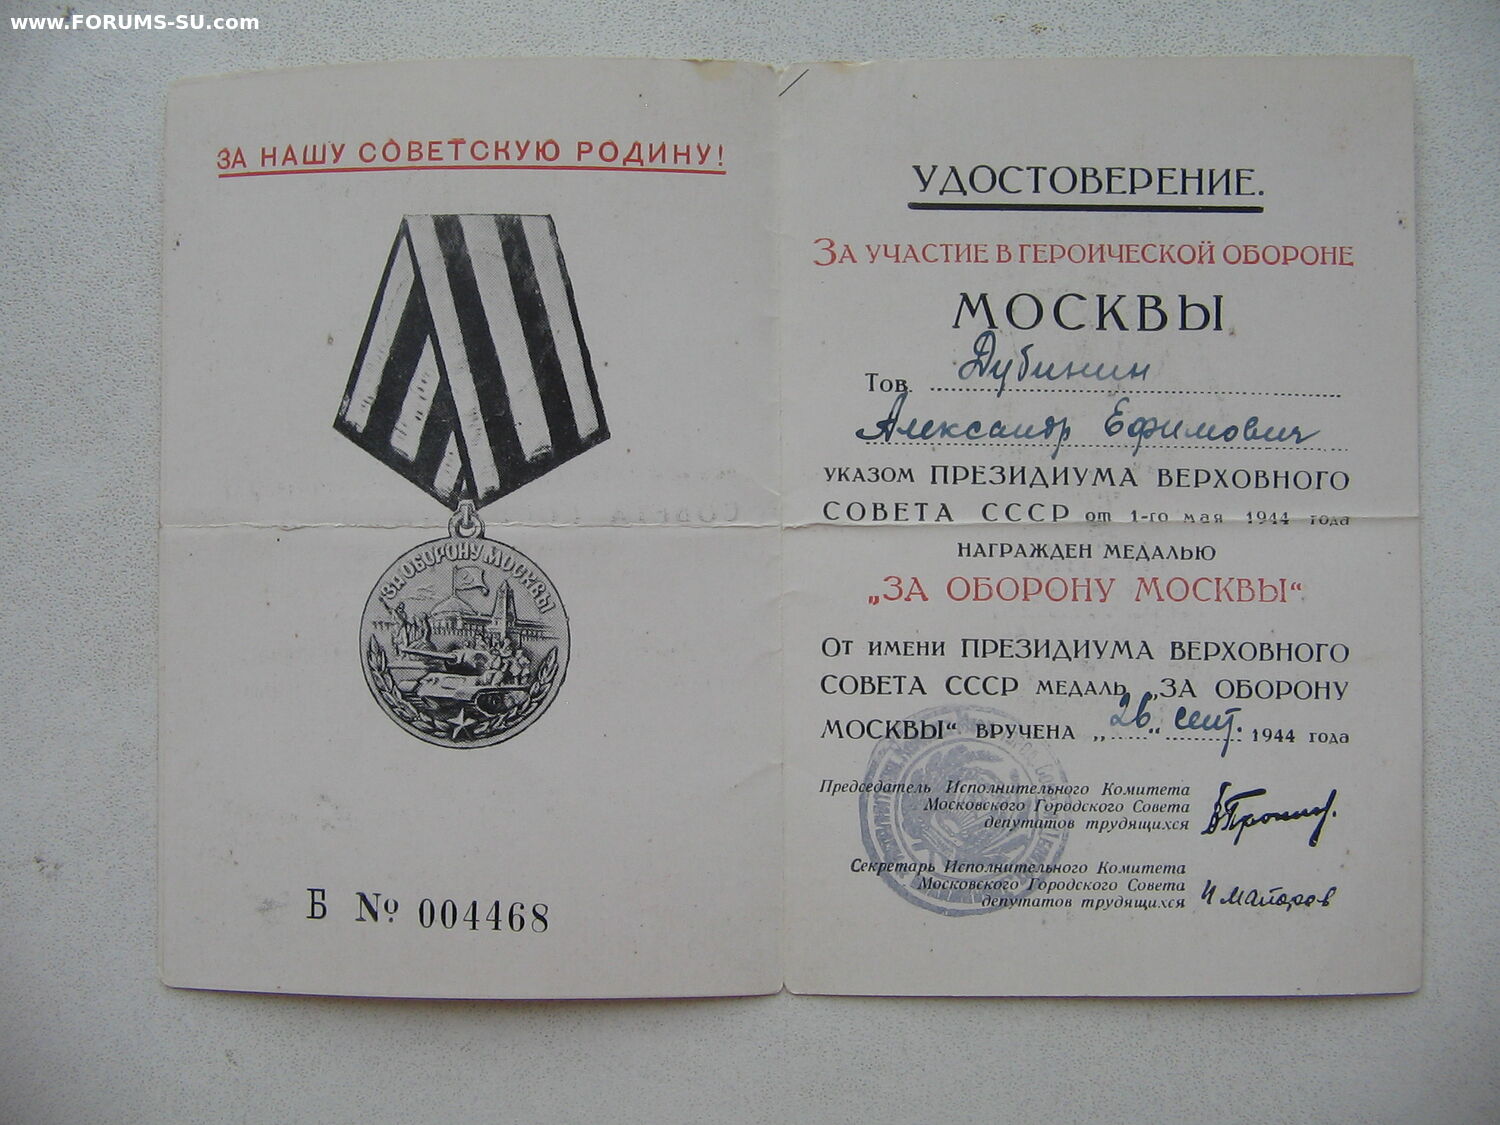 www.FORUMS-SU.com
ЗА НАШУ СОВЕТСКУЮ РОДИНУ!
ЗА ОБОРОНУ МОСКВЫ
Б № 004468
УДОСТОВЕРЕНИЕ.
ЗА УЧАСТИЕ В ГЕРОИЧЕСКОЙ ОБОРОНЕ
МОСКВЫ
Тов. Дубинин
Александр Ефимович
УКАЗОМ ПРЕЗИДИУМА ВЕРХОВНОГО
СОВЕТА СССР от 1-го мая 1944 года
НАГРАЖДЕН МЕДАЛЬЮ
„ЗА ОБОРОНУ МОСКВЫ“
ОТ ИМЕНИ ПРЕЗИДИУМА ВЕРХОВНОГО
СОВЕТА СССР МЕДАЛЬ „ЗА ОБОРОНУ
МОСКВЫ“ ВРУЧЕНА „26“ сент. 1944 года
Председатель Исполнительного Комитета
Московского Городского Совета
депутатов трудящихся
ВПронин.
Секретарь Исполнительного Комитета
Московского Городского Совета
депутатов трудящихся
И Майоров